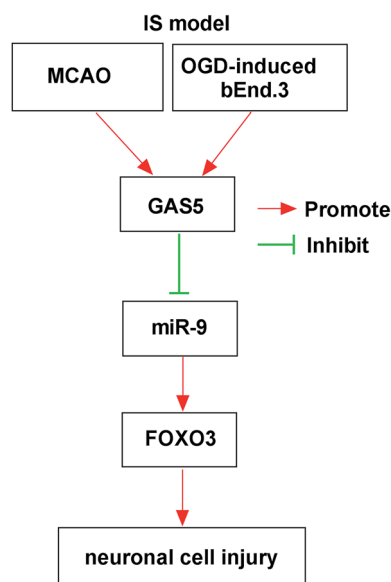 IS model
MCAO
OGD-induced
bEnd.3
GAS5
Promote
Inhibit
miR-9
FOXO3
neuronal cell injury